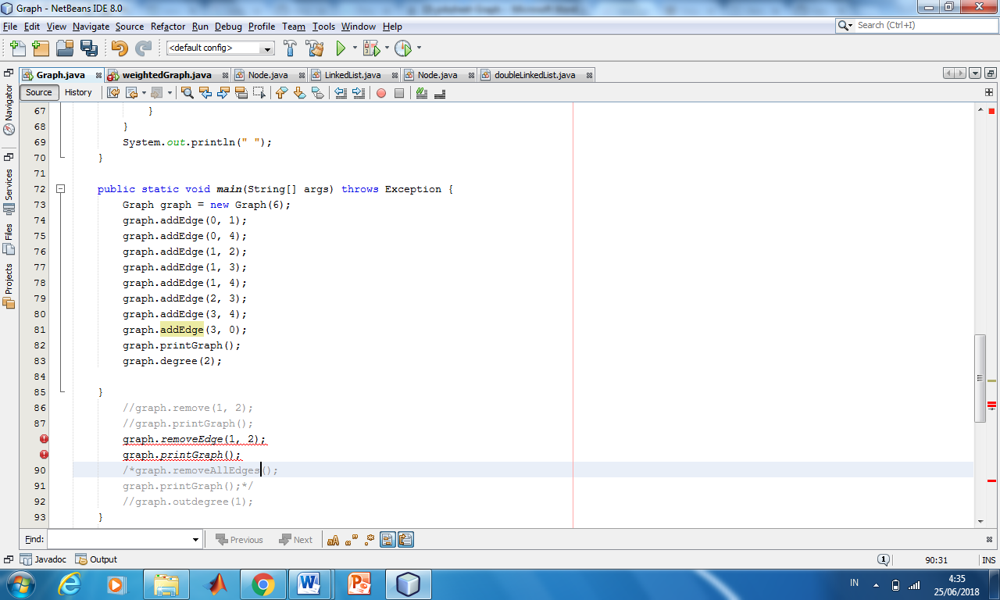 Graph - NetBeans IDE 8.0
File Edit View Navigate Source Refactor Run Debug Profile Team Tools Window Help
Search (Ctrl+I)
<default config>
Graph.java weightedGraph.java Node.java LinkedList.java Node.java doubleLinkedList.java
Source History
Navigator
Services
Files
Projects
67 }
68 }
69 System.out.println(" ");
70 }
71
72 public static void main(String[] args) throws Exception {
73 Graph graph = new Graph(6);
74 graph.addEdge(0, 1);
75 graph.addEdge(0, 4);
76 graph.addEdge(1, 2);
77 graph.addEdge(1, 3);
78 graph.addEdge(1, 4);
79 graph.addEdge(2, 3);
80 graph.addEdge(3, 4);
81 graph.addEdge(3, 0);
82 graph.printGraph();
83 graph.degree(2);
84
85 }
86 //graph.remove(1, 2);
87 //graph.printGraph();
graph.removeEdge(1, 2);
graph.printGraph();
90 /*graph.removeAllEdges();
91 graph.printGraph();*/
92 //graph.outdegree(1);
93 }
Find: Previous Next
Javadoc Output 1 90:31 INS
IN 4:35
25/06/2018